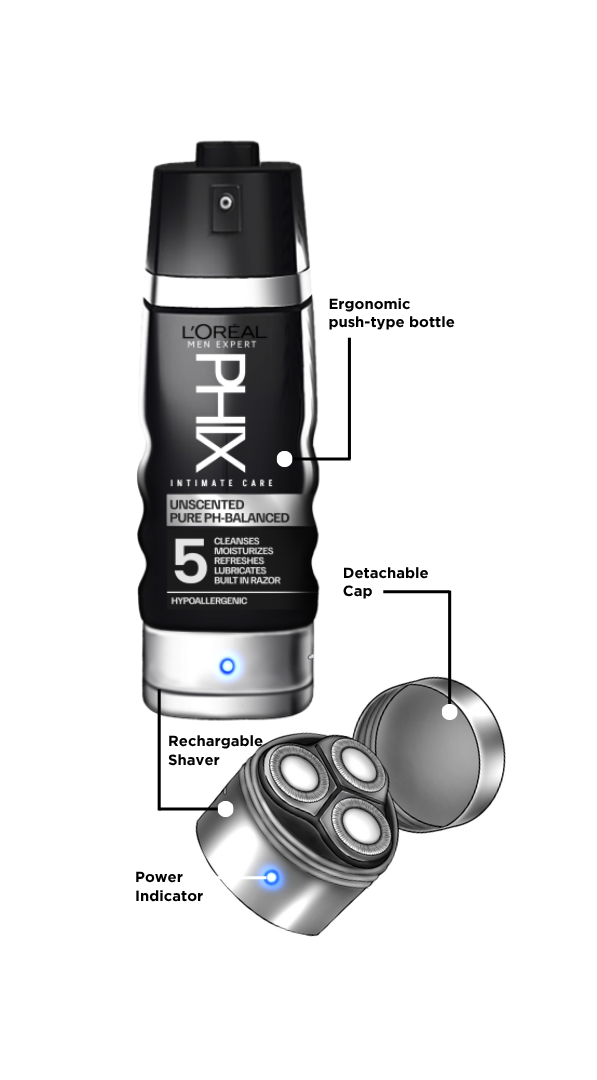 L'ORÉAL
MEN EXPERT
PHIX
INTIMATE CARE
UNSCENTED
PURE PH-BALANCED
5
CLEANSES
MOISTURIZES
REFRESHES
LUBRICATES
BUILT IN RAZOR
HYPOALLERGENIC
Ergonomic
push-type bottle
Detachable
Cap
Rechargable
Shaver
Power
Indicator